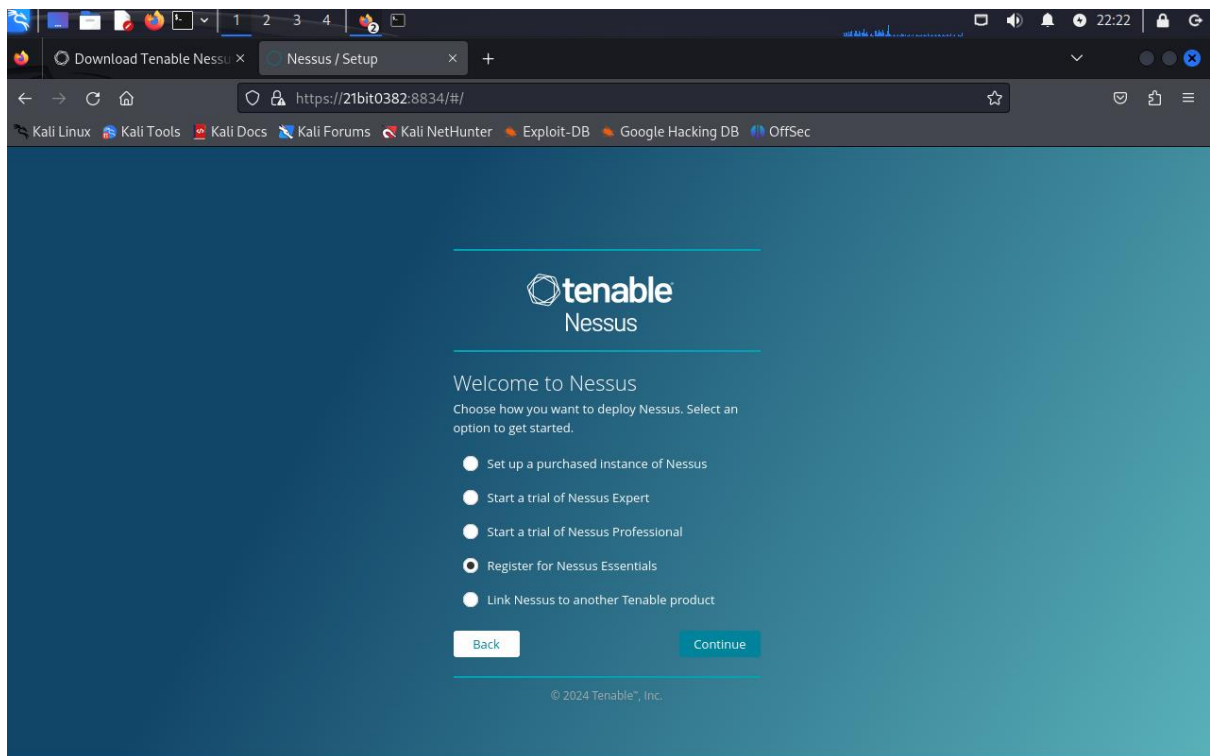 1 2 3 4 2 22:22
Download Tenable Nessu Nessus / Setup
https://21bit0382:8834/#/
Kali Linux Kali Tools Kali Docs Kali Forums Kali NetHunter Exploit-DB Google Hacking DB OffSec
tenable
Nessus
Welcome to Nessus
Choose how you want to deploy Nessus. Select an
option to get started.
Set up a purchased instance of Nessus
Start a trial of Nessus Expert
Start a trial of Nessus Professional
Register for Nessus Essentials
Link Nessus to another Tenable product
Back Continue
© 2024 Tenable™, Inc.